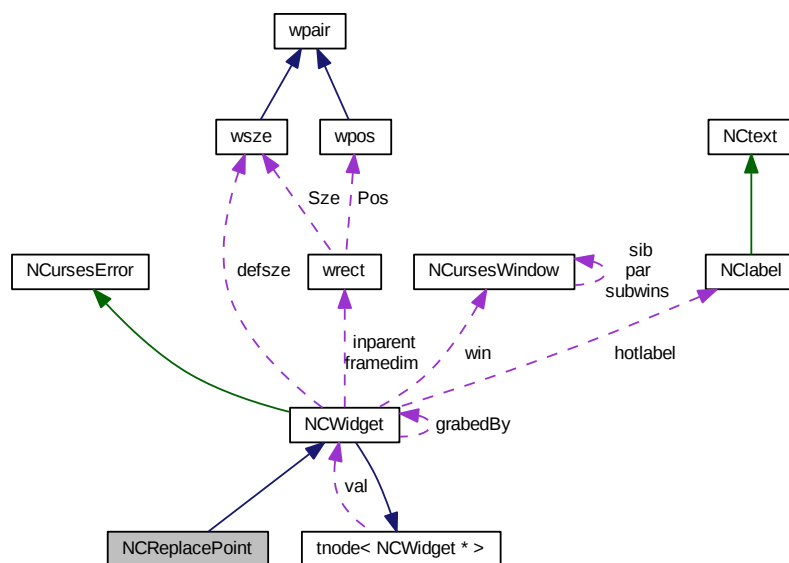 wpair
wsze
wpos
NCtext
Sze
Pos
NCursesError
defsze
wrect
NCursesWindow
sib
par
subwins
NClabel
inparent
framedim
win
hotlabel
NCWidget
grabedBy
val
NCReplacePoint
tnode< NCWidget * >